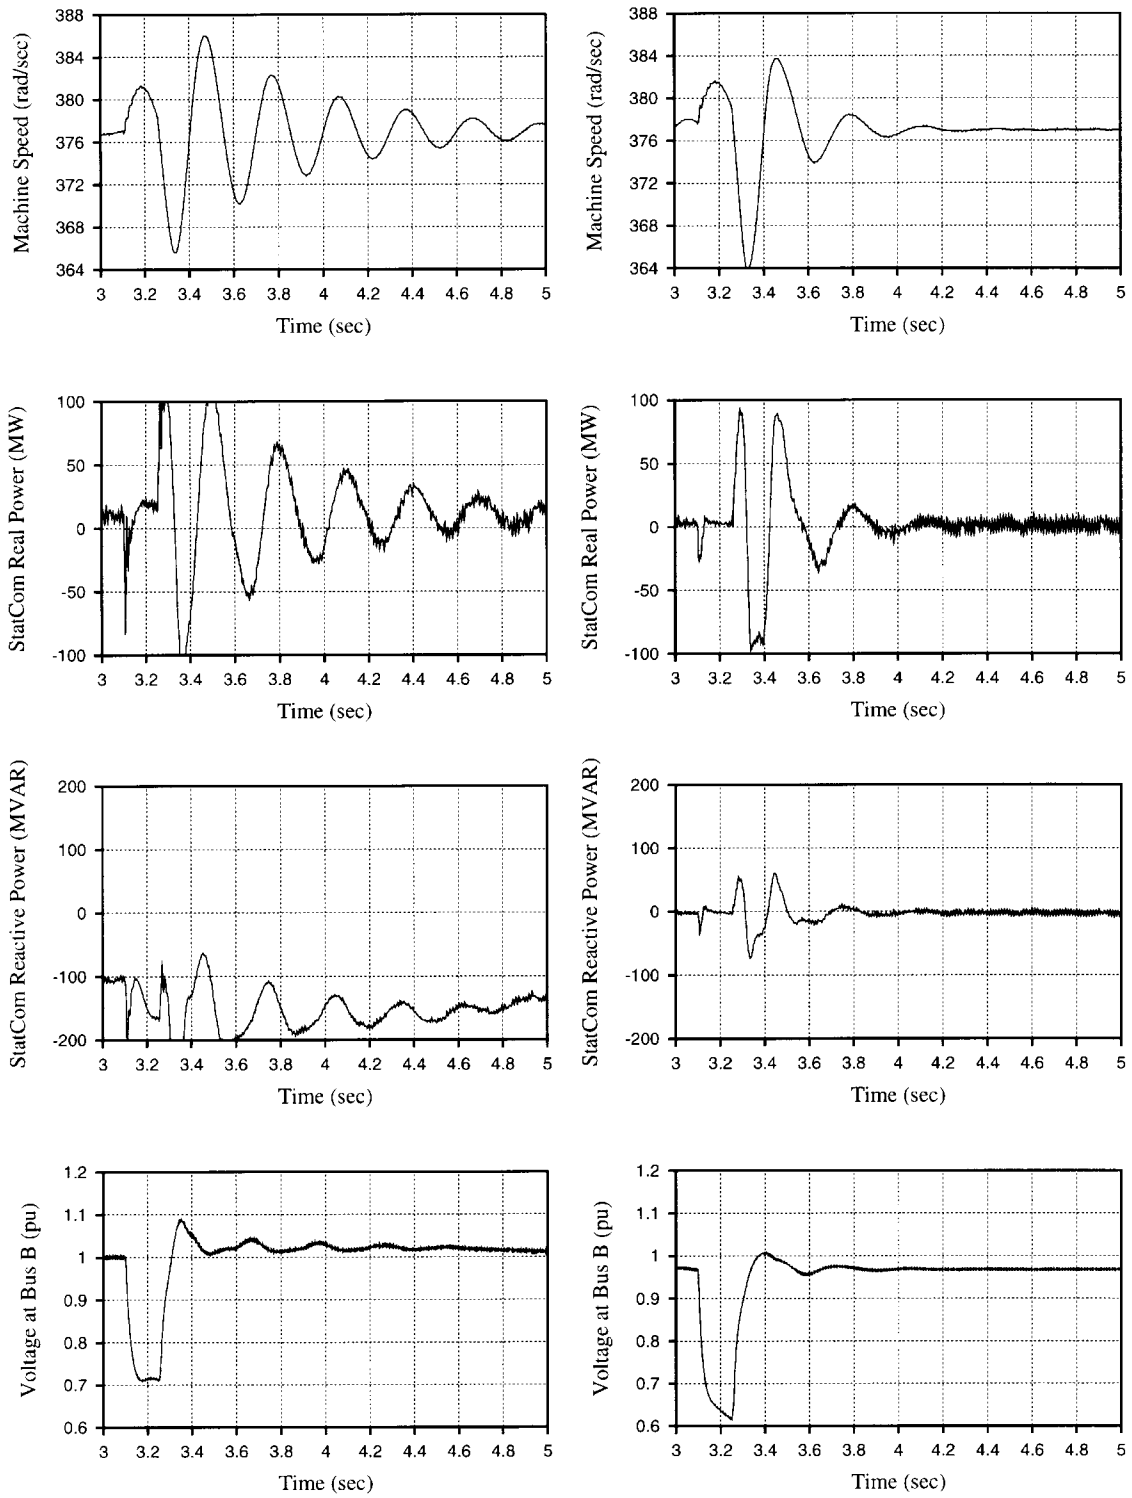 Machine Speed (rad/sec)
388
384
380
376
372
368
364
3 3.2 3.4 3.6 3.8 4 4.2 4.4 4.6 4.8 5
Time (sec)
Machine Speed (rad/sec)
388
384
380
376
372
368
364
3 3.2 3.4 3.6 3.8 4 4.2 4.4 4.6 4.8 5
Time (sec)
StatCom Real Power (MW)
100
50
0
-50
-100
3 3.2 3.4 3.6 3.8 4 4.2 4.4 4.6 4.8 5
Time (sec)
StatCom Real Power (MW)
100
50
0
-50
-100
3 3.2 3.4 3.6 3.8 4 4.2 4.4 4.6 4.8 5
Time (sec)
StatCom Reactive Power (MVAR)
200
100
0
-100
-200
3 3.2 3.4 3.6 3.8 4 4.2 4.4 4.6 4.8 5
Time (sec)
StatCom Reactive Power (MVAR)
200
100
0
-100
-200
3 3.2 3.4 3.6 3.8 4 4.2 4.4 4.6 4.8 5
Time (sec)
Voltage at Bus B (pu)
1.2
1.1
1
0.9
0.8
0.7
0.6
3 3.2 3.4 3.6 3.8 4 4.2 4.4 4.6 4.8 5
Time (sec)
Voltage at Bus B (pu)
1.2
1.1
1
0.9
0.8
0.7
0.6
3 3.2 3.4 3.6 3.8 4 4.2 4.4 4.6 4.8 5
Time (sec)